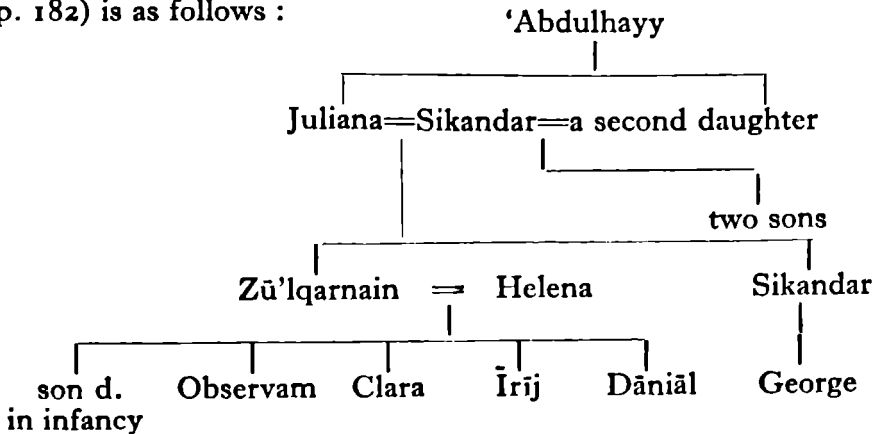 p. 182) is as follows :
‘Abdulhayy
Juliana=Sikandar=a second daughter
two sons
Zū’lqarnain = Helena
Sikandar
son d. Observam Clara Īrīj Dāniāl George
in infancy